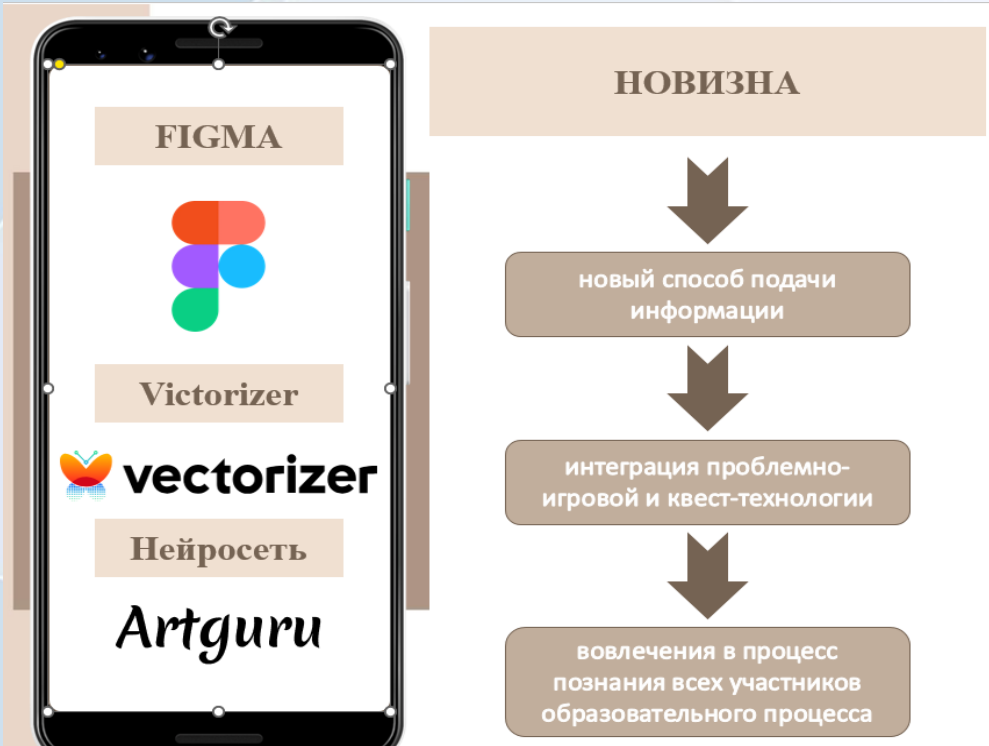 FIGMA
Victorizer
vectorizer
Нейросеть
Artguru
НОВИЗНА
новый способ подачи
информации
интеграция проблемно-
игровой и квест-технологии
вовлечения в процесс
познания всех участников
образовательного процесса